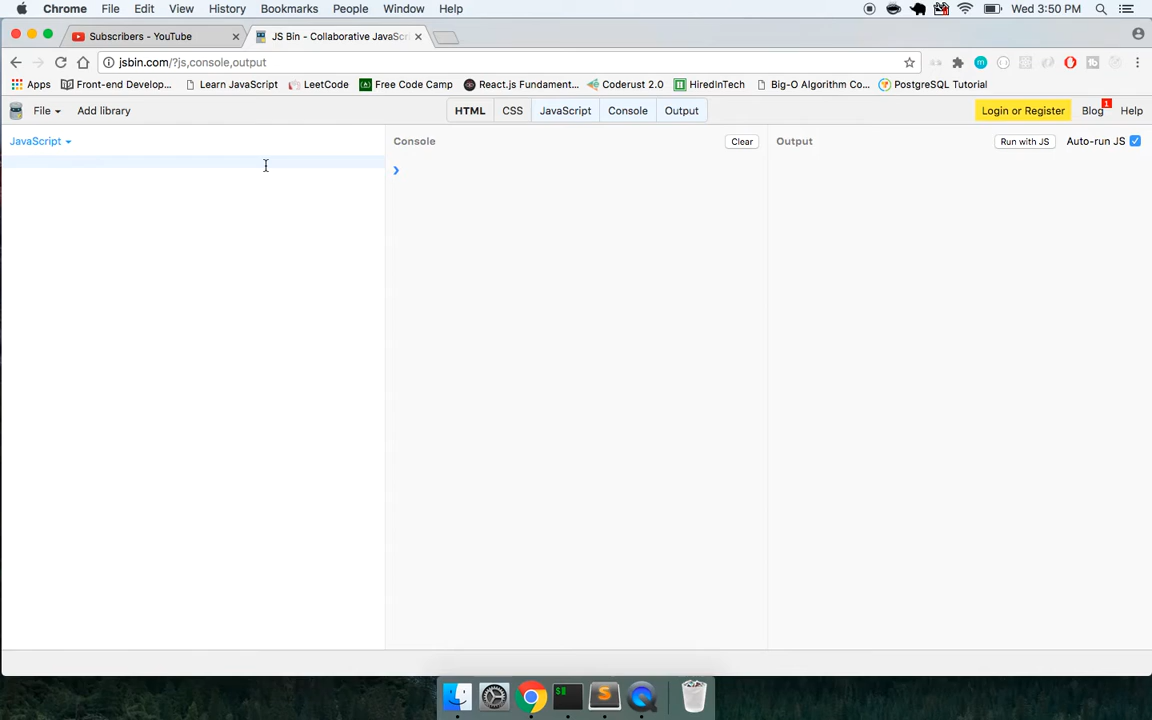 Chrome File Edit View History Bookmarks People Window Help Wed 3:50 PM
Subscribers - YouTube JS Bin - Collaborative JavaScri
jsbin.com/?js,console,output
Apps Front-end Develop... Learn JavaScript LeetCode Free Code Camp React.js Fundament... Coderust 2.0 HiredInTech Big-O Algorithm Co... PostgreSQL Tutorial
File Add library HTML CSS JavaScript Console Output Login or Register Blog 1 Help
JavaScript Console Clear Output Run with JS Auto-run JS